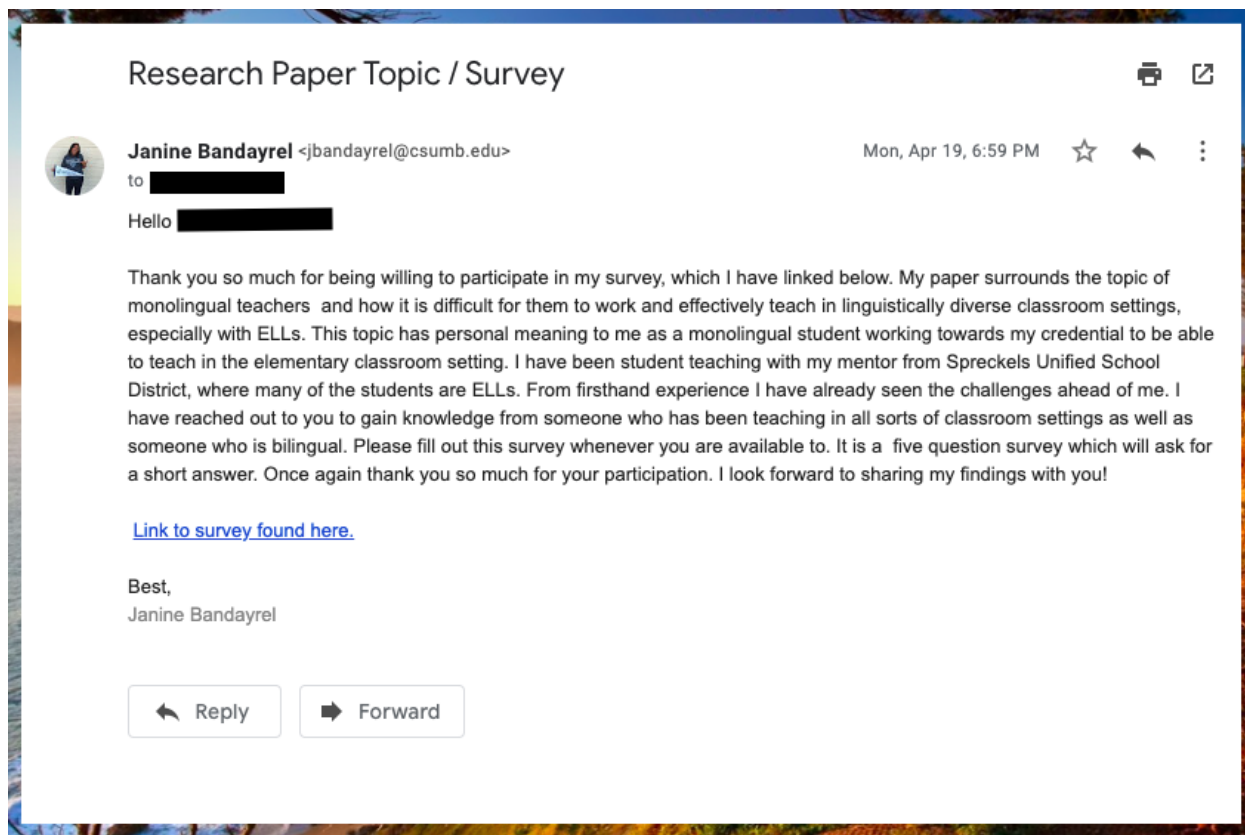 Research Paper Topic / Survey
Janine Bandayrel <jbandayrel@csumb.edu>
Mon, Apr 19, 6:59 PM
to
Hello
Thank you so much for being willing to participate in my survey, which I have linked below. My paper surrounds the topic of
monolingual teachers  and how it is difficult for them to work and effectively teach in linguistically diverse classroom settings,
especially with ELLs. This topic has personal meaning to me as a monolingual student working towards my credential to be able
to teach in the elementary classroom setting. I have been student teaching with my mentor from Spreckels Unified School
District, where many of the students are ELLs. From firsthand experience I have already seen the challenges ahead of me. I
have reached out to you to gain knowledge from someone who has been teaching in all sorts of classroom settings as well as
someone who is bilingual. Please fill out this survey whenever you are available to. It is a  five question survey which will ask for
a short answer. Once again thank you so much for your participation. I look forward to sharing my findings with you!
Link to survey found here.
Best,
Janine Bandayrel
Reply
Forward